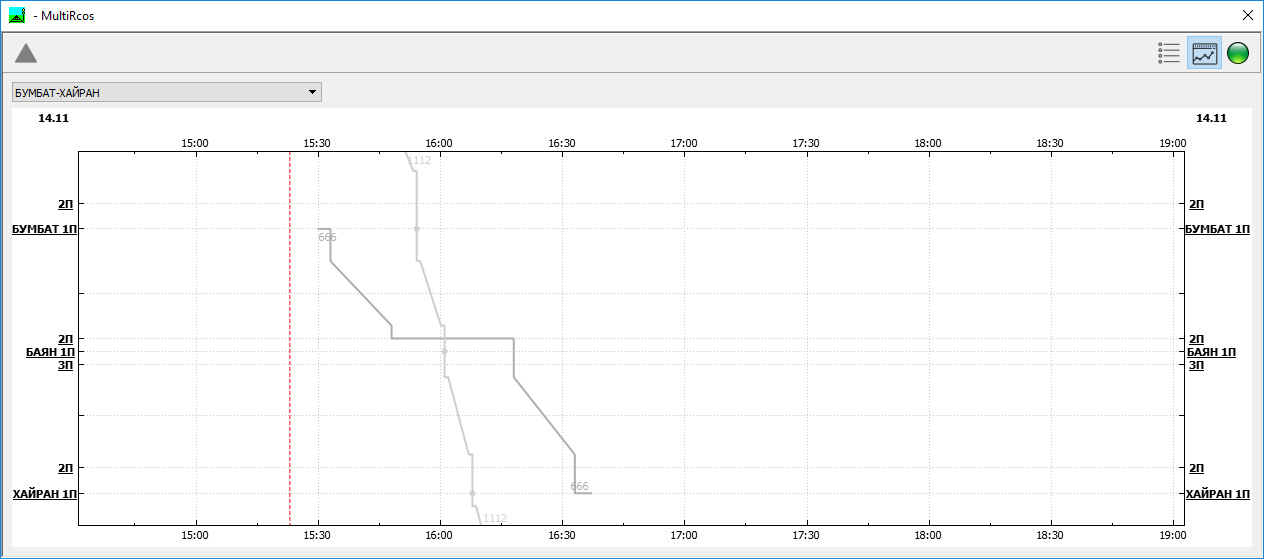 - MultiRcos
БУМБАТ-ХАЙРАН
14.11 14.11
15:00 15:30 16:00 16:30 17:00 17:30 18:00 18:30 19:00
1112
2П 2П
БУМБАТ 1П БУМБАТ 1П
666
2П 2П
БАЯН 1П БАЯН 1П
3П 3П
2П 2П
666
ХАЙРАН 1П ХАЙРАН 1П
1112
15:00 15:30 16:00 16:30 17:00 17:30 18:00 18:30 19:00